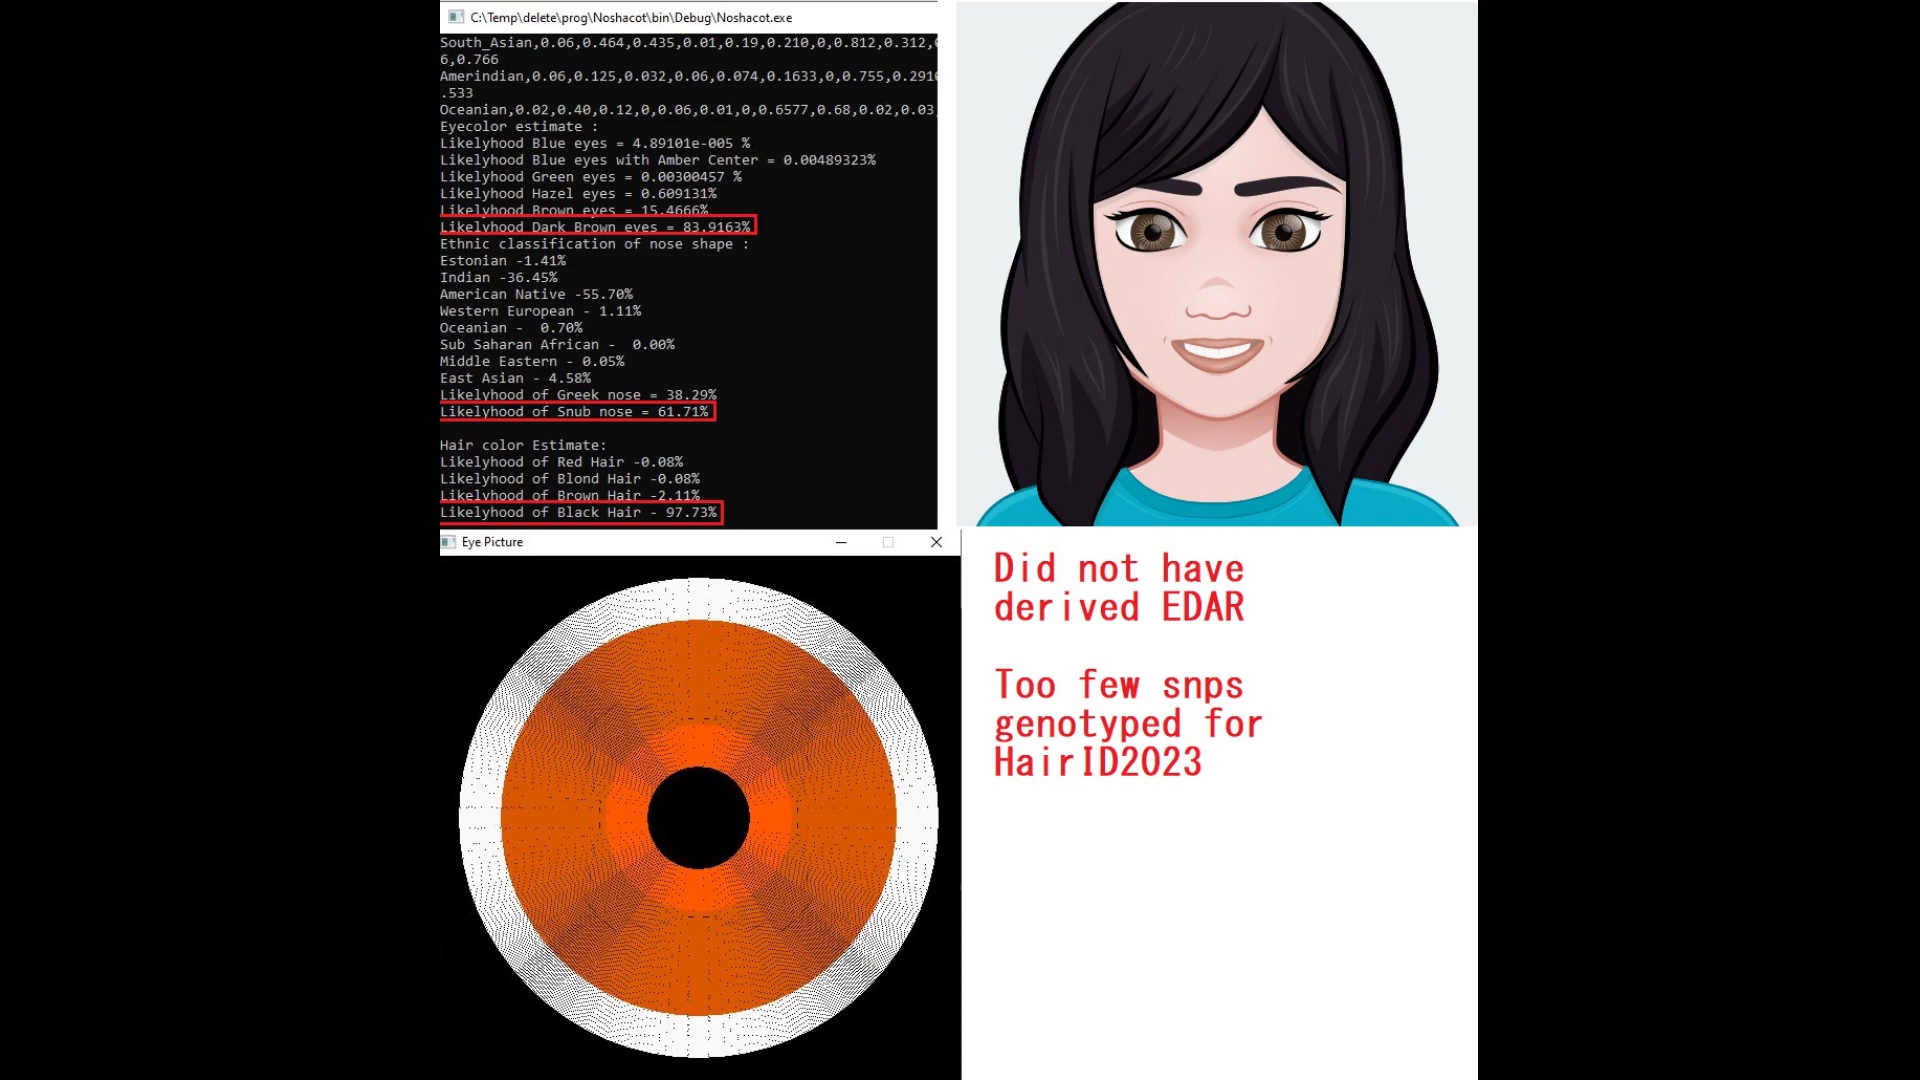 C:\Temp\delete\prog\Noshacot\bin\Debug\Noshacot.exe
South_Asian,0.06,0.464,0.435,0.01,0.19,0.210,0,0.812,0.312,
6,0.766
Amerindian,0.06,0.125,0.032,0.06,0.074,0.1633,0,0.755,0.291
.533
Oceanian,0.02,0.40,0.12,0,0.06,0.01,0,0.6577,0.68,0.02,0.03
Eyecolor estimate :
Likelyhood Blue eyes = 4.89101e-005 %
Likelyhood Blue eyes with Amber Center = 0.00489323%
Likelyhood Green eyes = 0.00300457 %
Likelyhood Hazel eyes = 0.609131%
Likelyhood Brown eyes = 15.4666%
Likelyhood Dark Brown eyes = 83.9163%
Ethnic classification of nose shape :
Estonian -1.41%
Indian -36.45%
American Native -55.70%
Western European - 1.11%
Oceanian -  0.70%
Sub Saharan African -  0.00%
Middle Eastern - 0.05%
East Asian - 4.58%
Likelyhood of Greek nose = 38.29%
Likelyhood of Snub nose = 61.71%
Hair color Estimate:
Likelyhood of Red Hair -0.08%
Likelyhood of Blond Hair -0.08%
Likelyhood of Brown Hair -2.11%
Likelyhood of Black Hair - 97.73%
Eye Picture
Did not have
derived EDAR
Too few snps
genotyped for
HairID2023